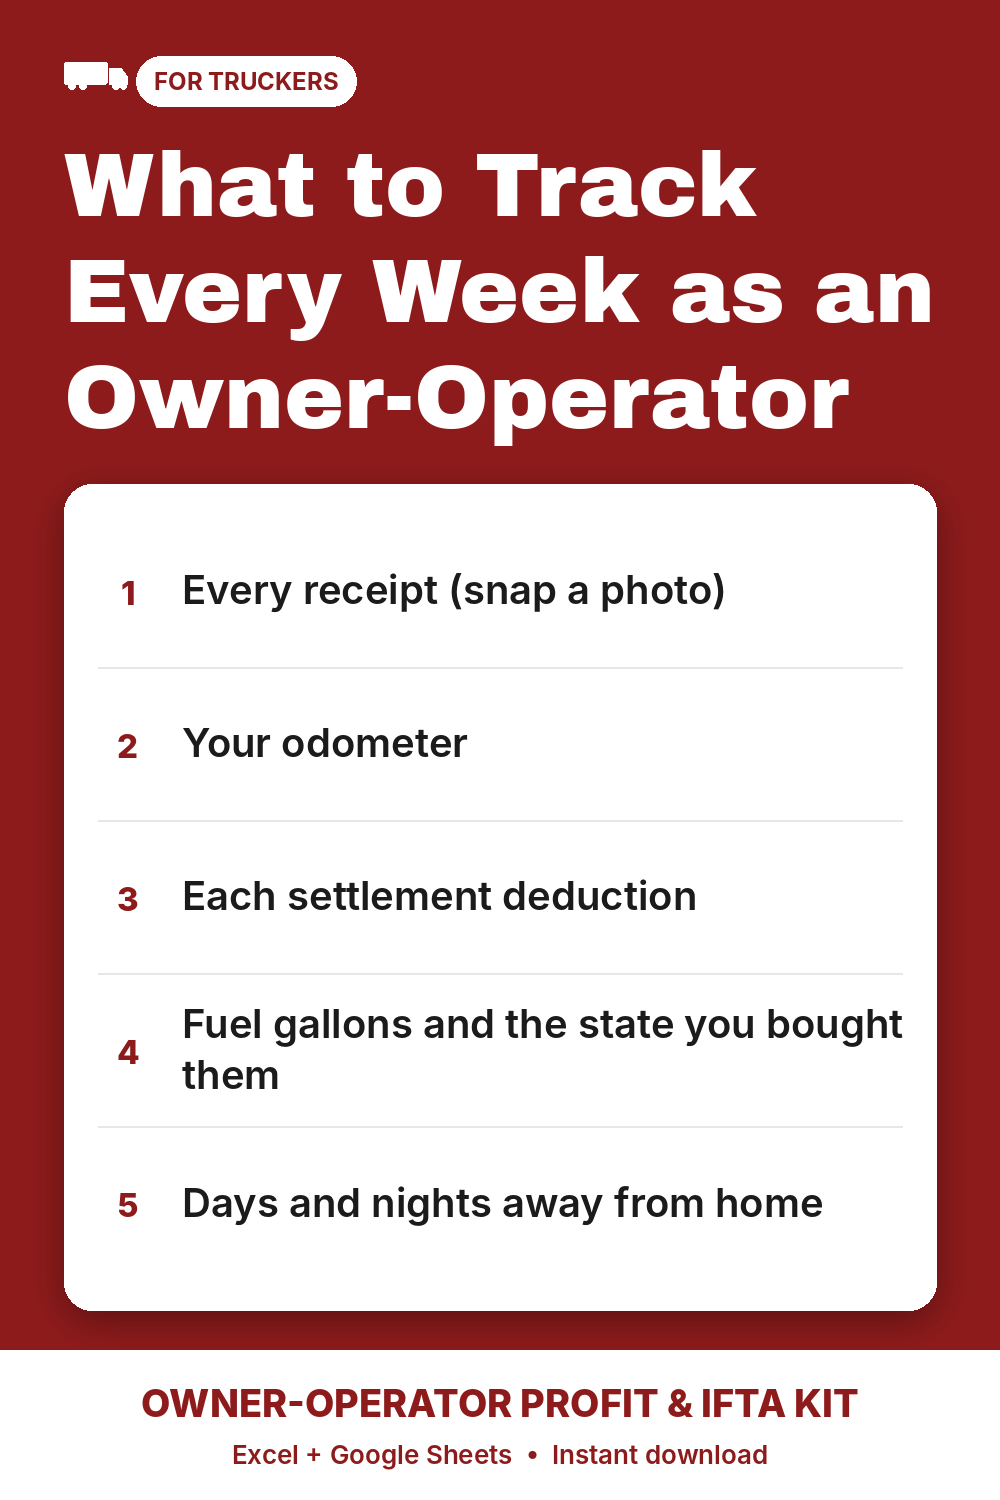 FOR TRUCKERS
What to Track
Every Week as an
Owner-Operator
1 Every receipt (snap a photo)
2 Your odometer
3 Each settlement deduction
4 Fuel gallons and the state you bought
them
5 Days and nights away from home
OWNER-OPERATOR PROFIT & IFTA KIT
Excel + Google Sheets • Instant download